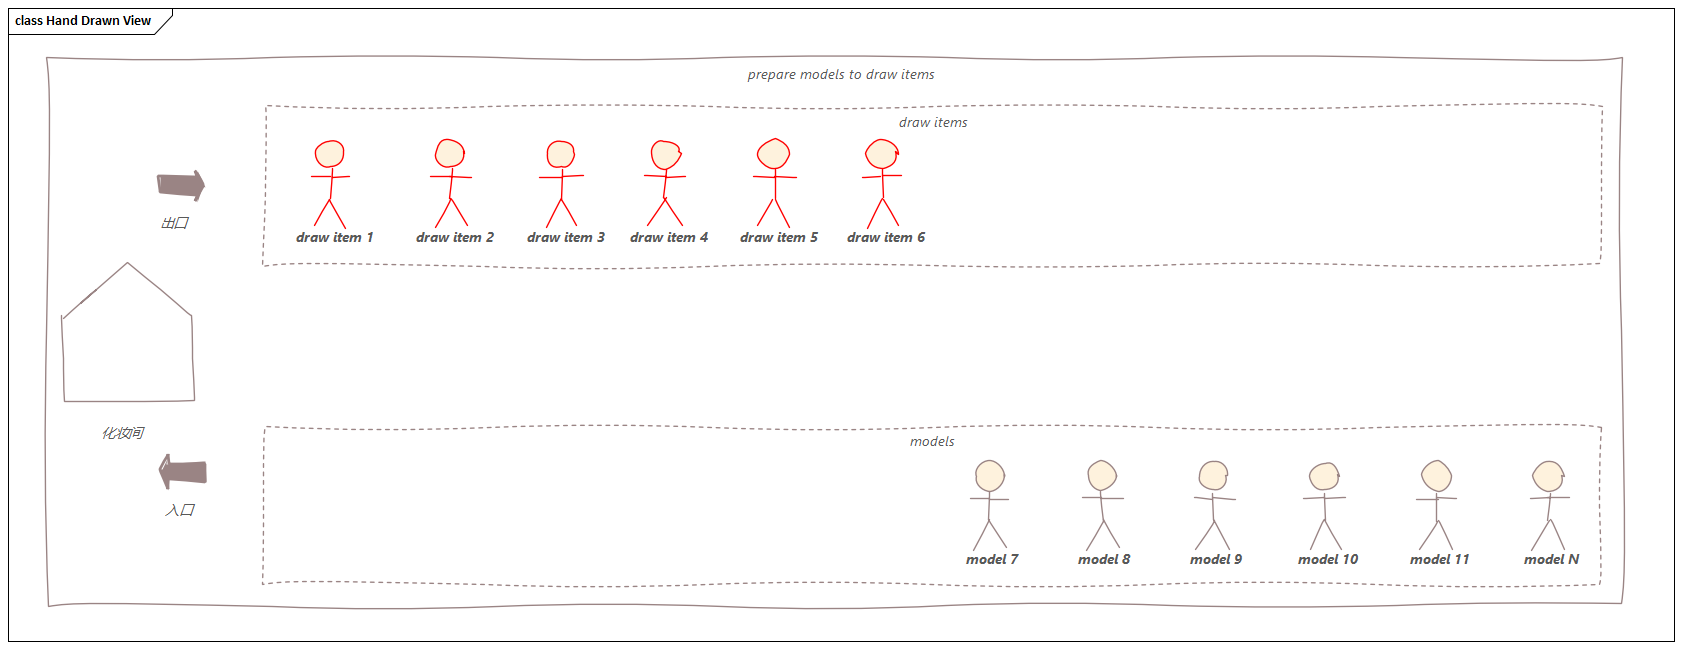 class Hand Drawn View
prepare models to draw items
draw items
draw item 1
draw item 2
draw item 3
draw item 4
draw item 5
draw item 6
出口
化妆间
models
入口
model 7
model 8
model 9
model 10
model 11
model N